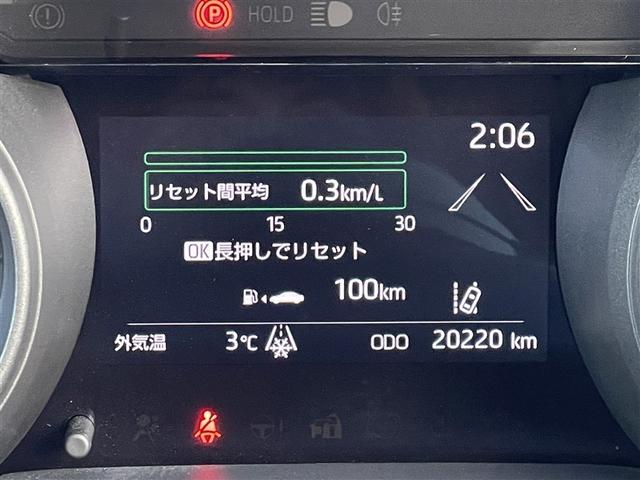 P HOLD
2:06
リセット間平均 0.3km/L
0 15 30
OK長押しでリセット
100km
外気温 3℃ ODO 20220 km